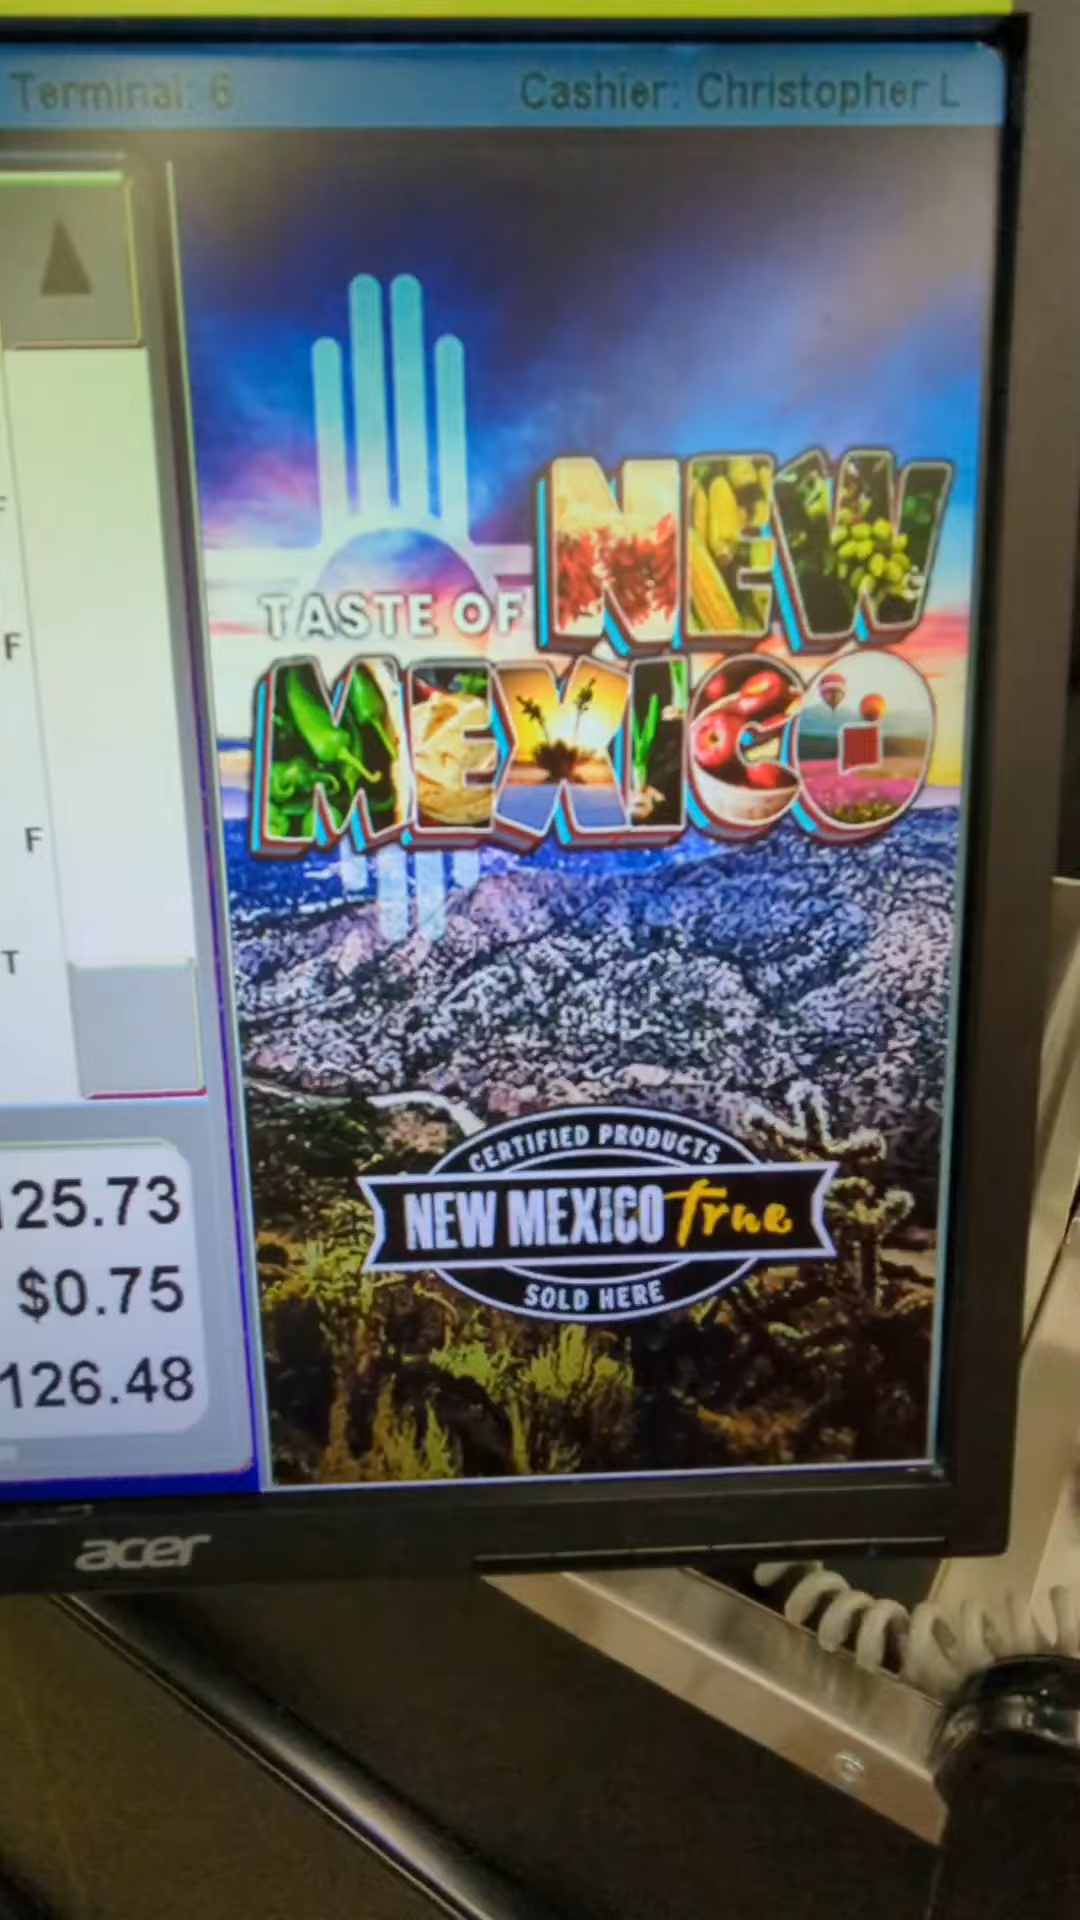 Terminal: 6
Cashier: Christopher L
F
F
T
125.73
$0.75
126.48
TASTE OF NEW
MEXICO
CERTIFIED PRODUCTS
NEW MEXICO True
SOLD HERE
acer